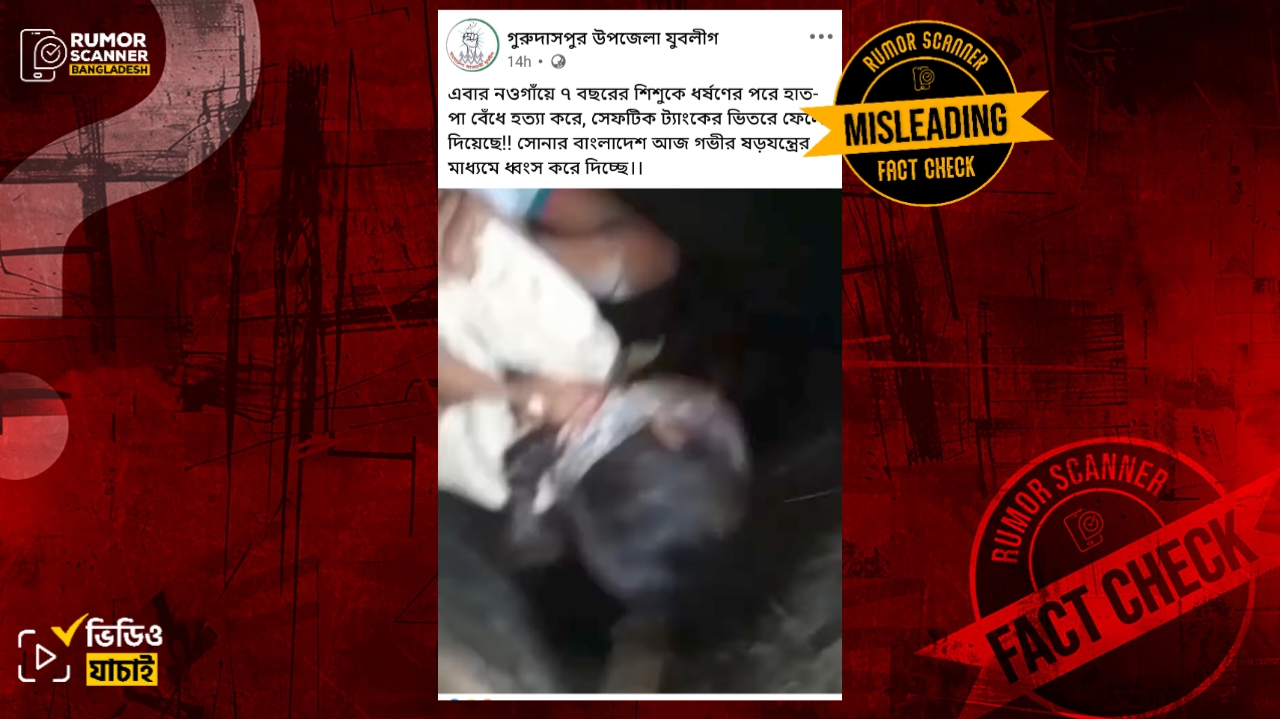 RUMOR
SCANNER
BANGLADESH
গুরুদাসপুর উপজেলা যুবলীগ
14h
এবার নওগাঁয়ে ৭ বছরের শিশুকে ধর্ষণের পরে হাত-
পা বেঁধে হত্যা করে, সেফটিক ট্যাংকের ভিতরে
দিয়েছে!! সোনার বাংলাদেশ আজ গভীর ষড়যন্ত্রের
মাধ্যমে ধ্বংস করে দিচ্ছে।।
RUMOR SCANNER
MISLEADING
FACT CHECK
RUMOR SCANNER
FACT CHECK
ভিডিও
যাচাই